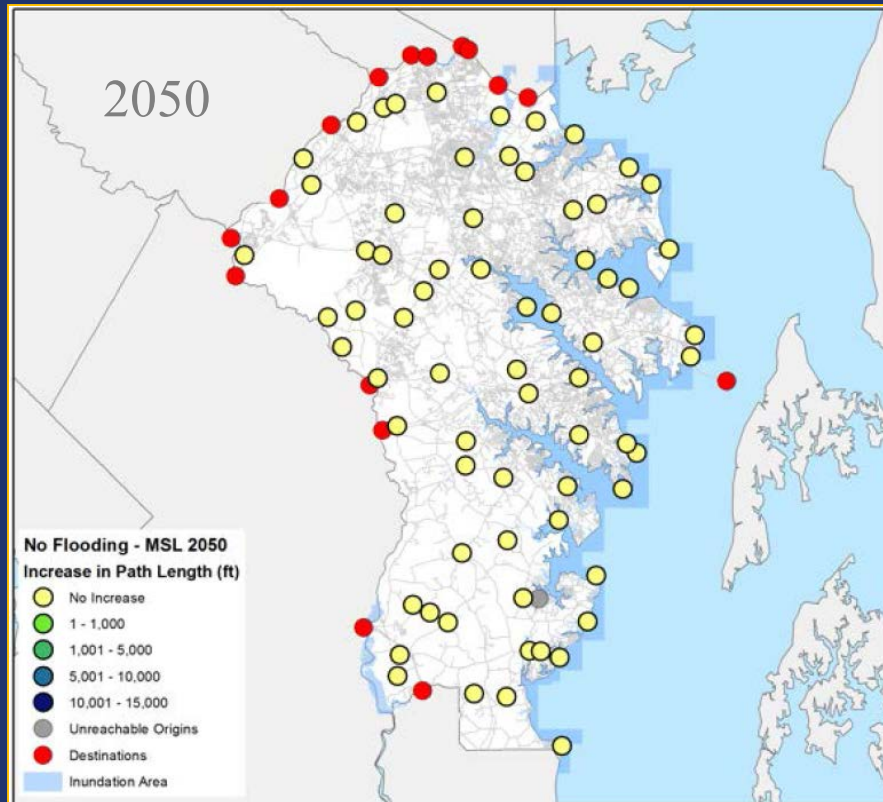 2050
No Flooding - MSL 2050
Increase in Path Length (ft)
No Increase
1 - 1,000
1,001 - 5,000
5,001 - 10,000
10,001 - 15,000
Unreachable Origins
Destinations
Inundation Area